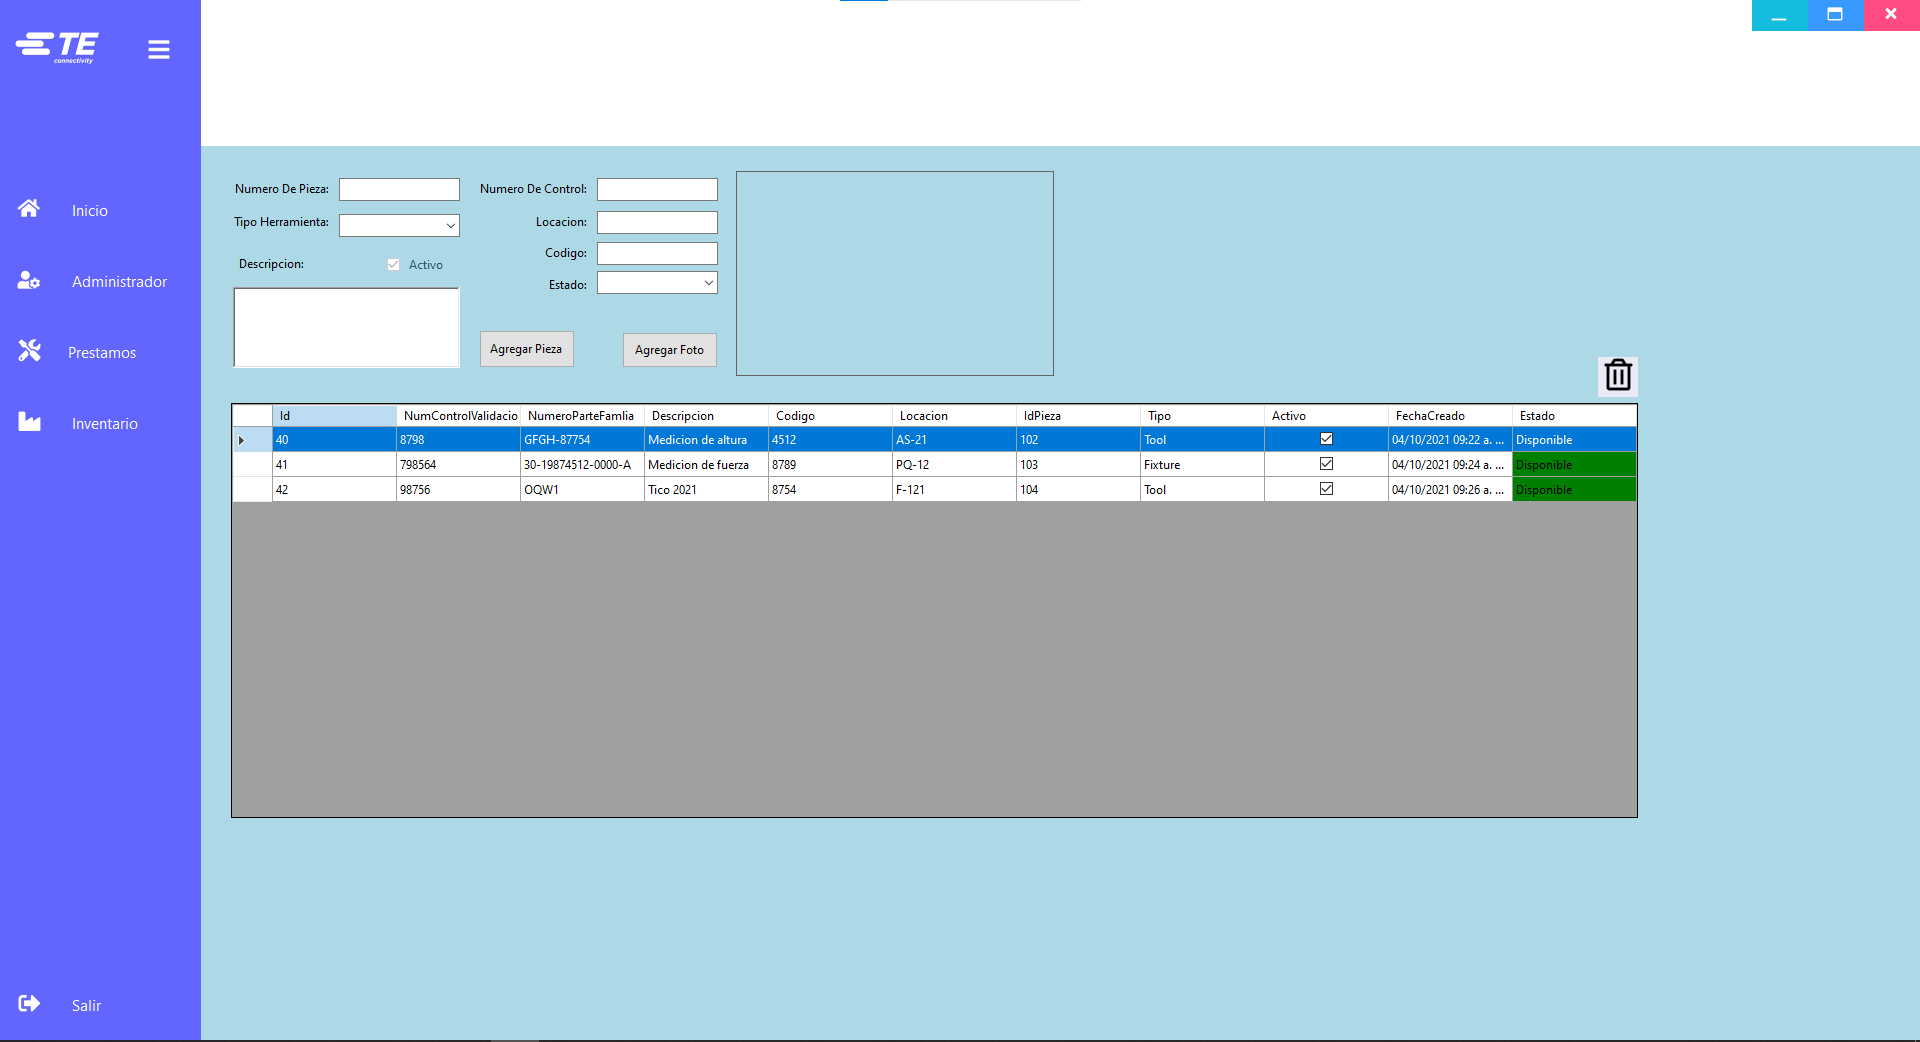 TE
connectivity
Inicio
Administrador
Prestamos
Inventario
Salir
Numero De Pieza:
Numero De Control:
Tipo Herramienta:
Locacion:
Codigo:
Descripcion:
Activo
Estado:
Agregar Pieza
Agregar Foto
Id NumControlValidacio NumeroParteFamlia Descripcion Codigo Locacion IdPieza Tipo Activo FechaCreado Estado
40 8798 GFGH-87754 Medicion de altura 4512 AS-21 102 Tool 04/10/2021 09:22 a. ... Disponible
41 798564 30-19874512-0000-A Medicion de fuerza 8789 PQ-12 103 Fixture 04/10/2021 09:24 a. ... Disponible
42 98756 OQW1 Tico 2021 8754 F-121 104 Tool 04/10/2021 09:26 a. ... Disponible